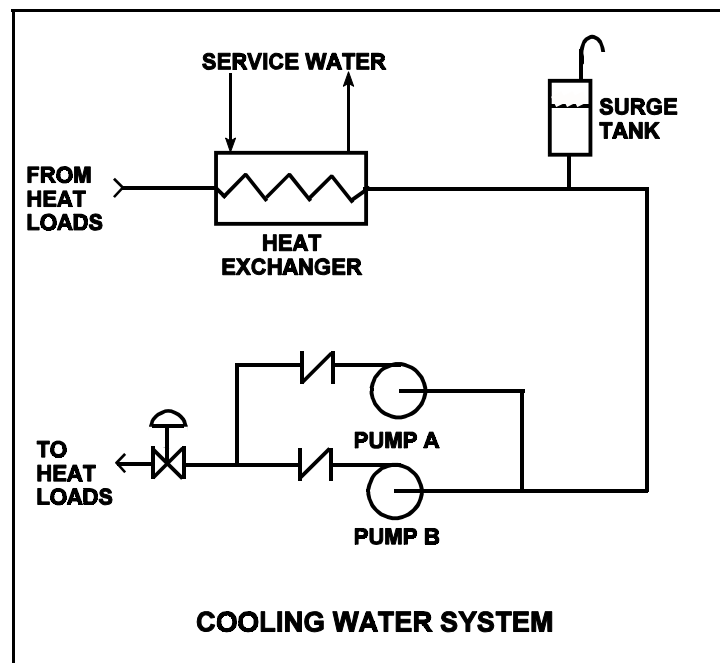 SERVICE WATER
SURGE
TANK
FROM
HEAT
LOADS
HEAT
EXCHANGER
PUMP A
TO
HEAT
LOADS
PUMP B
COOLING WATER SYSTEM